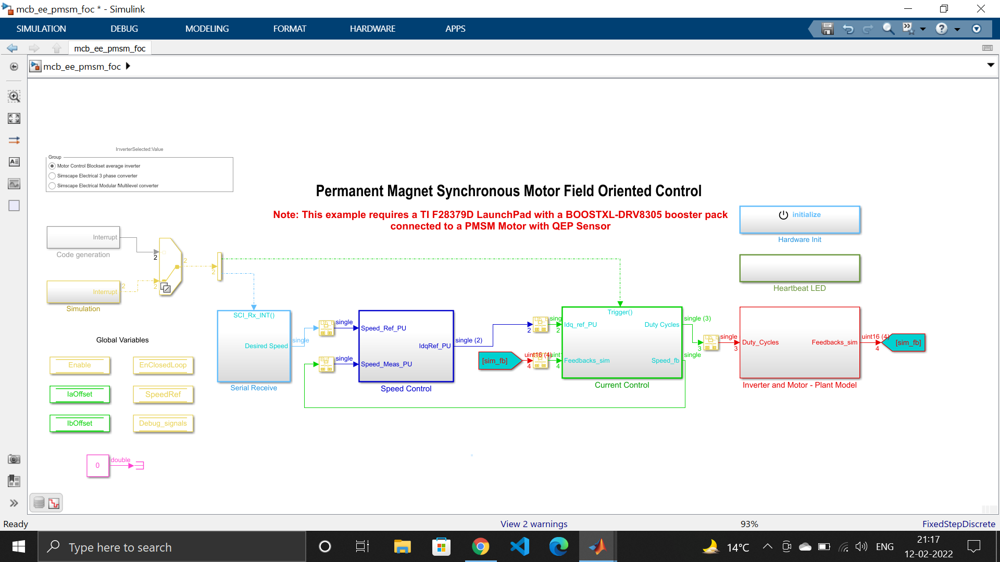 mcb_ee_pmsm_foc * - Simulink
SIMULATION DEBUG MODELING FORMAT HARDWARE APPS
mcb_ee_pmsm_foc
mcb_ee_pmsm_foc
InverterSelected:Value
Group
Motor Control Blockset average inverter
Simscape Electrical 3 phase converter
Simscape Electrical Modular Multilevel converter
Permanent Magnet Synchronous Motor Field Oriented Control
Note: This example requires a TI F28379D LaunchPad with a BOOSTXL-DRV8305 booster pack
connected to a PMSM Motor with QEP Sensor
initialize
Hardware Init
Heartbeat LED
Interrupt
Code generation
2
2
2
Interrupt
2
2
Simulation
SCI_Rx_INT()
Desired Speed
Serial Receive
single
single
Speed_Ref_PU
IdqRef_PU
single
Speed_Meas_PU
Speed Control
single (2)
2
sing
2
[sim_fb]
uint16 (4)
4
uint
4
Trigger()
Idq_ref_PU
Duty Cycles
Feedbacks_sim
Speed_fb
Current Control
single (3)
3
single
single
3
Duty_Cycles
Feedbacks_sim
Inverter and Motor - Plant Model
uint16 (4)
4
[sim_fb]
Global Variables
Enable EnClosedLoop
IaOffset SpeedRef
IbOffset Debug_signals
0
double
Ready View 2 warnings 93% FixedStepDiscrete
Type here to search
14°C
ENG
21:17
12-02-2022